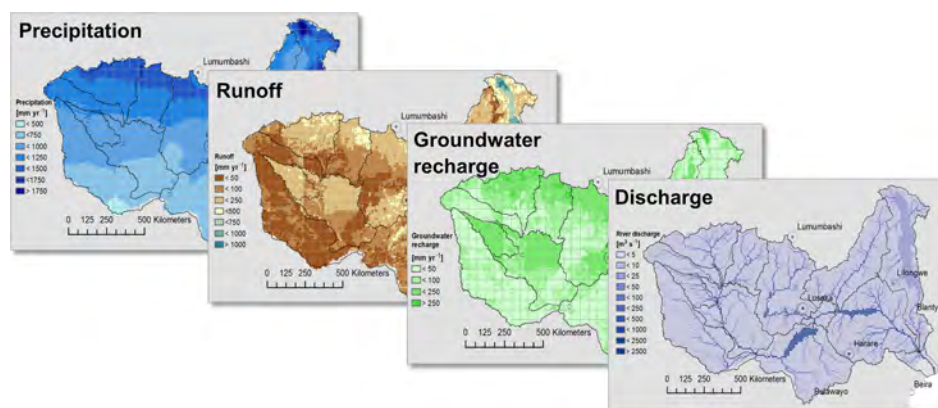 Precipitation
Lumumbashi
Precipitation
[mm yr⁻¹]
< 500
<750
< 1000
< 1250
< 1500
<1750
> 1750
0 125 250 500 Kilometers
Runoff
Lumumbashi
Runoff
[mm yr⁻¹]
< 50
< 100
< 250
<500
<750
< 1000
> 1000
0 125 250 500 Kilometers
Groundwater
recharge
Lumumbashi
Groundwater
recharge
[mm yr⁻¹]
< 50
< 100
< 250
> 250
0 125 250 500 Kilometers
Discharge
Lumumbashi
River discharge
[m³ s⁻¹]
< 5
< 10
< 25
< 50
< 100
< 250
< 500
< 1000
< 2500
> 2500
Lilongwe
Lusaka
Blanty
Harare
0 125 250 500 Kilometers
Bulawayo
Beira